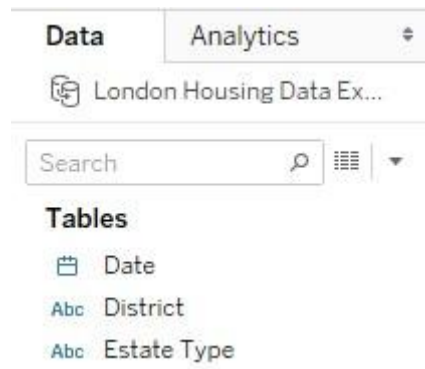 Data Analytics
London Housing Data Ex...
Search
Tables
Date
Abc District
Abc Estate Type